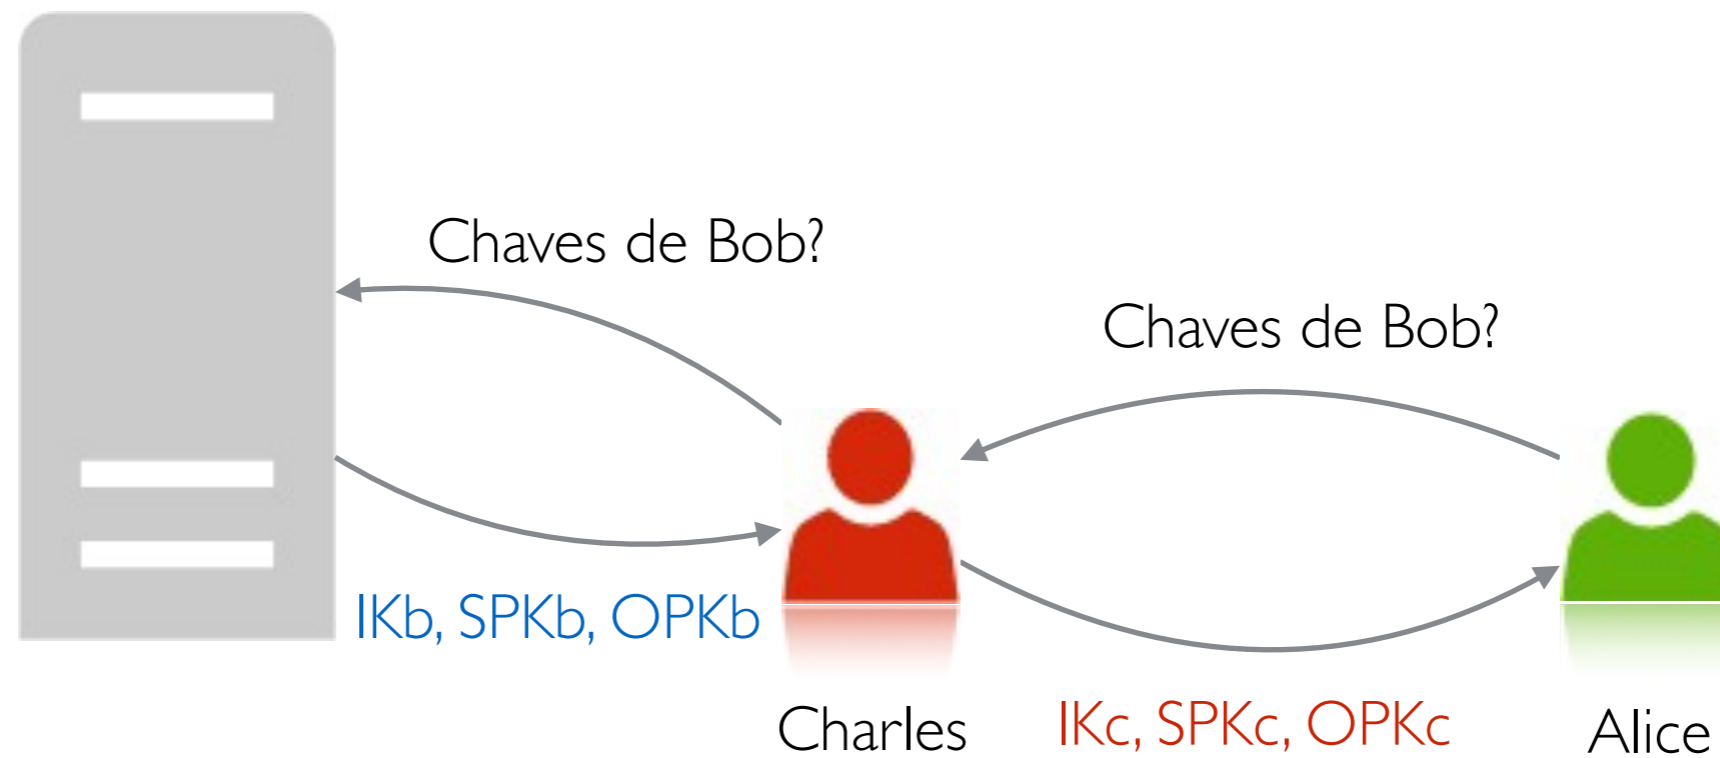 Chaves de Bob?
Chaves de Bob?
IKb, SPKb, OPKb
Charles
IKc, SPKc, OPKc
Alice